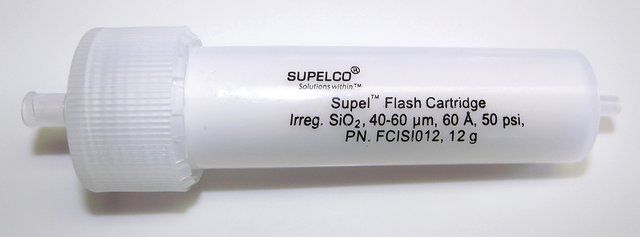 SUPELCO®
Solutions within™
Supel™ Flash Cartridge
Irreg. SiO₂, 40-60 µm, 60 Å, 50 psi,
PN. FCISI012, 12 g